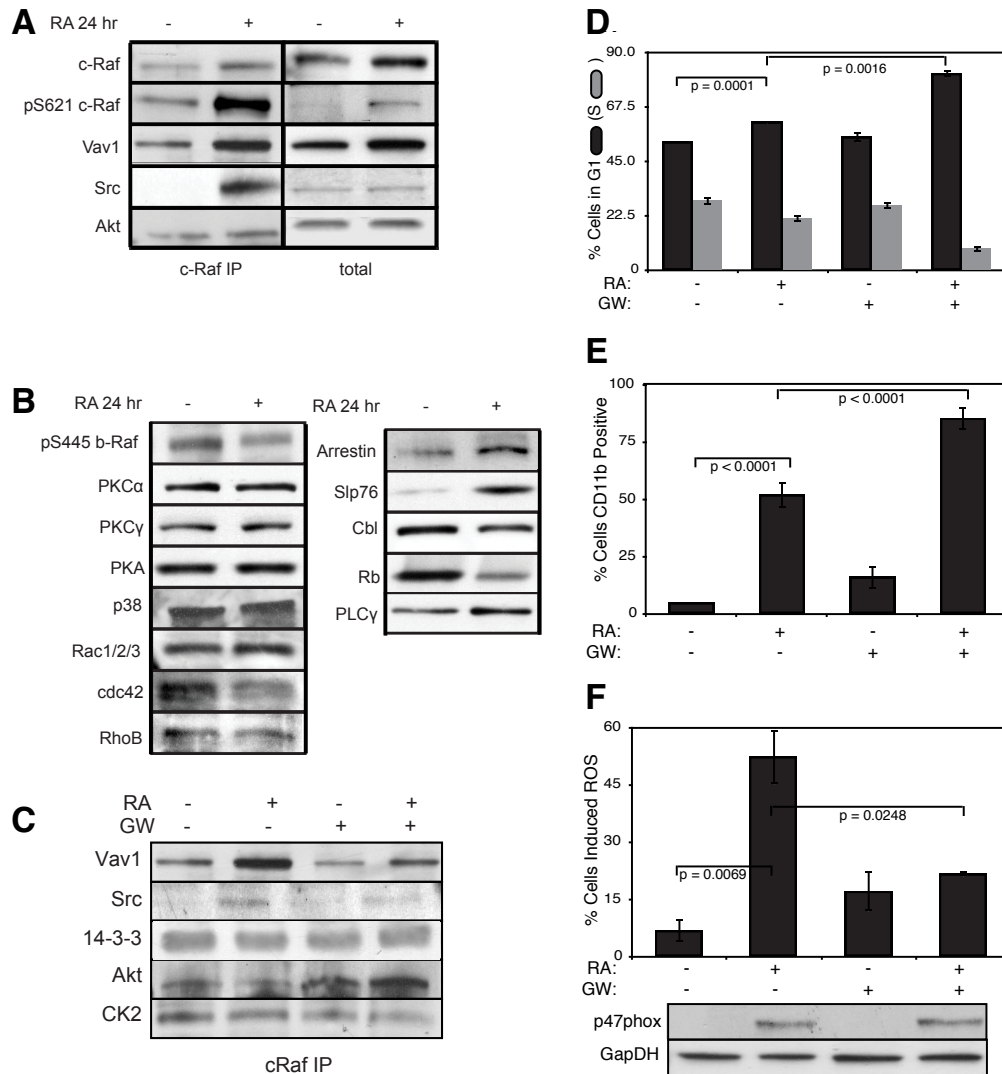 A
RA 24 hr - + - +
c-Raf
pS621 c-Raf
Vav1
Src
Akt
c-Raf IP total
B
RA 24 hr - +
pS445 b-Raf
PKCα
PKCγ
PKA
p38
Rac1/2/3
cdc42
RhoB
RA 24 hr - +
Arrestin
Slp76
Cbl
Rb
PLCγ
C
RA - + - +
GW - - + +
Vav1
Src
14-3-3
Akt
CK2
cRaf IP
D
% Cells in G1 (S )
90.0
67.5
45.0
22.5
0
p = 0.0001
p = 0.0016
RA: - + - +
GW: - - + +
E
% Cells CD11b Positive
100
75
50
25
0
p < 0.0001
p < 0.0001
RA: - + - +
GW: - - + +
F
% Cells Induced ROS
60
45
30
15
0
p = 0.0069
p = 0.0248
RA: - + - +
GW: - - + +
p47phox
GapDH